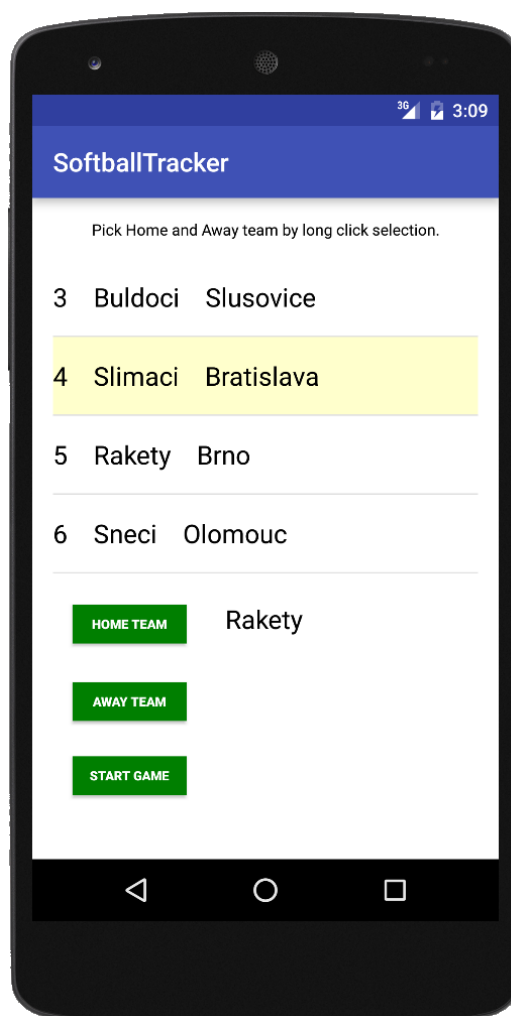 3G 3:09
SoftballTracker
Pick Home and Away team by long click selection.
3 Buldoci Slusovice
4 Slimaci Bratislava
5 Rakety Brno
6 Sneci Olomouc
HOME TEAM Rakety
AWAY TEAM
START GAME